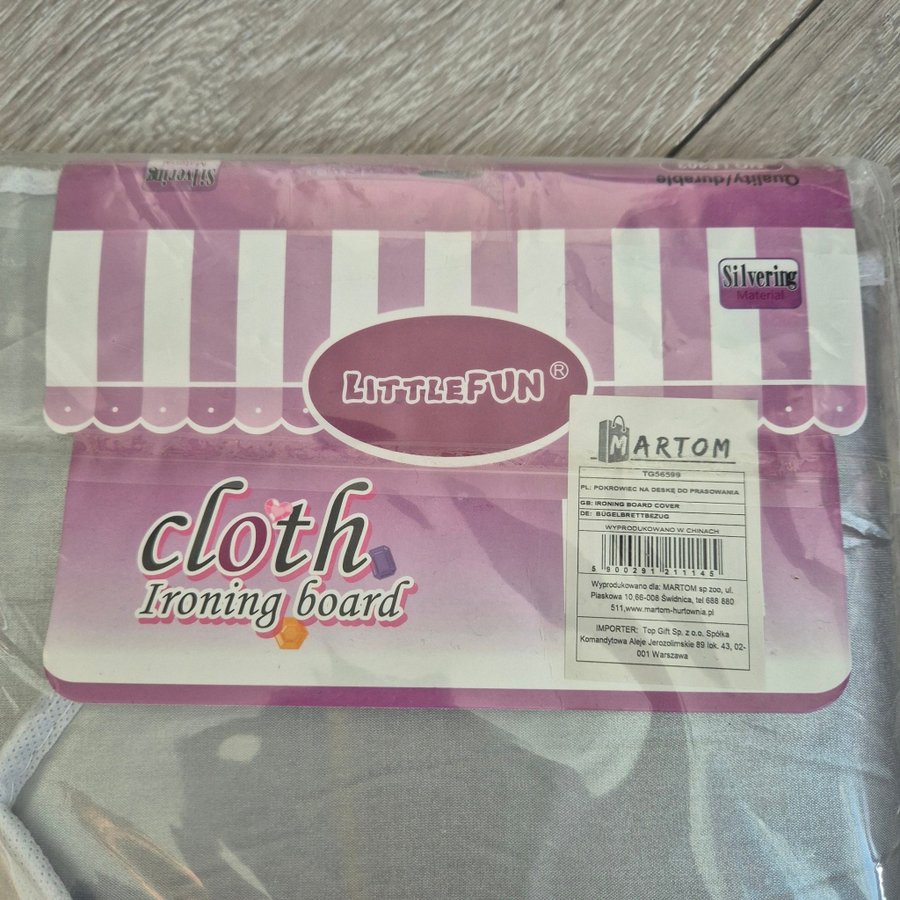 Silvering
Material
Quality/durable
Silvering
Material
LITTLEFUN®
cloth
Ironing board
MARTOM
TG56599
PL: POKROWIEC NA DESKĘ DO PRASOWANIA
GB: IRONING BOARD COVER
DE: BÜGELBRETTBEZUG
WYPRODUKOWANO W CHINACH
5 900291 211145
Wyprodukowano dla: MARTOM sp zoo, ul.
Piaskowa 10,66-008 Świdnica, tel 688 880
511,www.martom-hurtownia.pl
IMPORTER: Top Gift Sp. z o.o. Spółka
Komandytowa Aleje Jerozolimskie 89 lok. 43, 02-
001 Warszawa